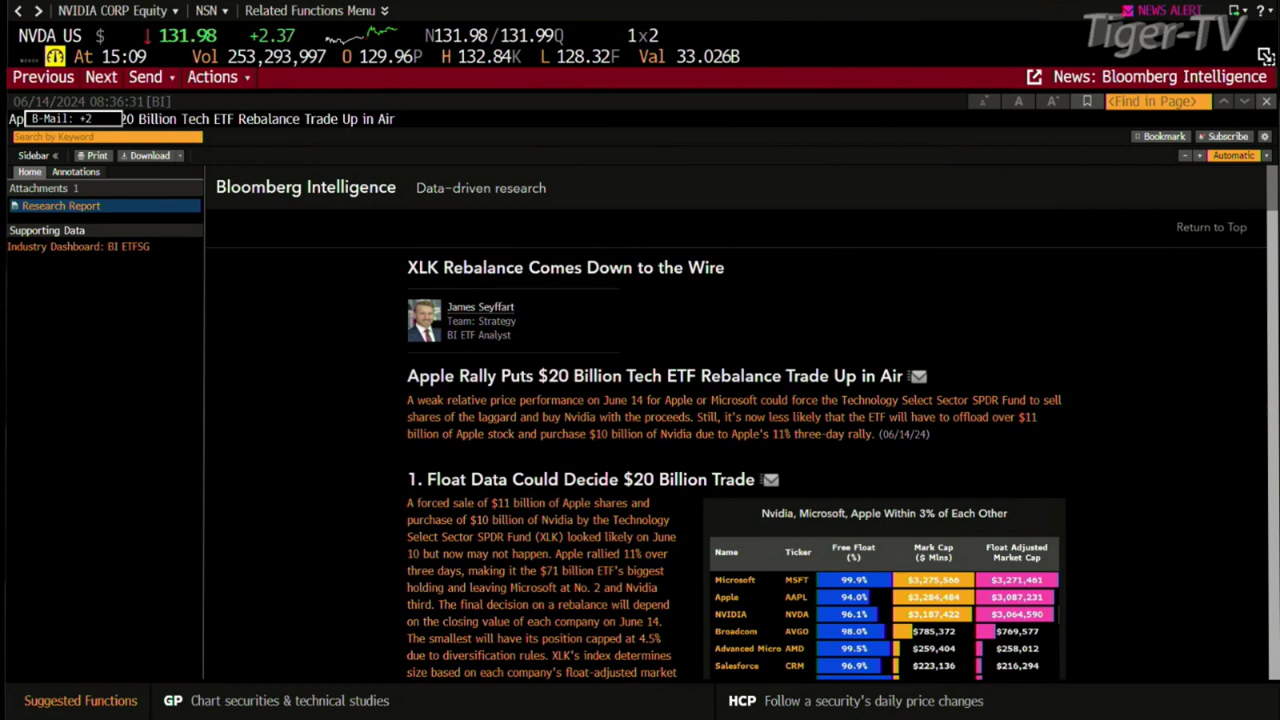 NVIDIA CORP Equity NSN Related Functions Menu NEWS ALERT ?
Tiger-TV
NVDA US $ ↓ 131.98 +2.37 N131.98 / 131.99Q 1x2
At 15:09 Vol 253,293,997 O 129.96P H 132.84K L 128.32F Val 33.026B
Previous Next Send Actions News: Bloomberg Intelligence
06/14/2024 08:36:31 [BI] A A A <Find in Page>
Ap B-Mail: +2 20 Billion Tech ETF Rebalance Trade Up in Air
Search by Keyword Bookmark Subscribe
Sidebar « Print Download - + Automatic
Home Annotations
Attachments 1
Research Report
Supporting Data
Industry Dashboard: BI ETFSG
Bloomberg Intelligence Data-driven research
Return to Top
XLK Rebalance Comes Down to the Wire
James Seyffart
Team: Strategy
BI ETF Analyst
Apple Rally Puts $20 Billion Tech ETF Rebalance Trade Up in Air
A weak relative price performance on June 14 for Apple or Microsoft could force the Technology Select Sector SPDR Fund to sell
shares of the laggard and buy Nvidia with the proceeds. Still, it's now less likely that the ETF will have to offload over $11
billion of Apple stock and purchase $10 billion of Nvidia due to Apple's 11% three-day rally. (06/14/24)
1. Float Data Could Decide $20 Billion Trade
A forced sale of $11 billion of Apple shares and
purchase of $10 billion of Nvidia by the Technology
Select Sector SPDR Fund (XLK) looked likely on June
10 but now may not happen. Apple rallied 11% over
three days, making it the $71 billion ETF's biggest
holding and leaving Microsoft at No. 2 and Nvidia
third. The final decision on a rebalance will depend
on the closing value of each company on June 14.
The smallest will have its position capped at 4.5%
due to diversification rules. XLK's index determines
size based on each company's float-adjusted market
Nvidia, Microsoft, Apple Within 3% of Each Other
Name Ticker Free Float (%) Mark Cap ($ Mlns) Float Adjusted Market Cap
Microsoft MSFT 99.9% $3,275,566 $3,271,461
Apple AAPL 94.0% $3,284,484 $3,087,231
NVIDIA NVDA 96.1% $3,187,422 $3,064,590
Broadcom AVGO 98.0% $785,372 $769,577
Advanced Micro AMD 99.5% $259,404 $258,012
Salesforce CRM 96.9% $223,136 $216,294
Suggested Functions GP Chart securities & technical studies HCP Follow a security's daily price changes